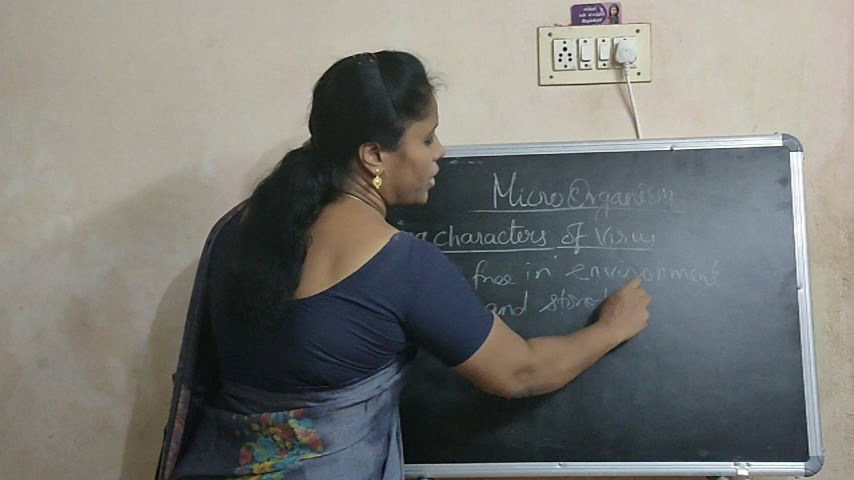 MicroOrganism
characters of Virus
free in environment
and stored